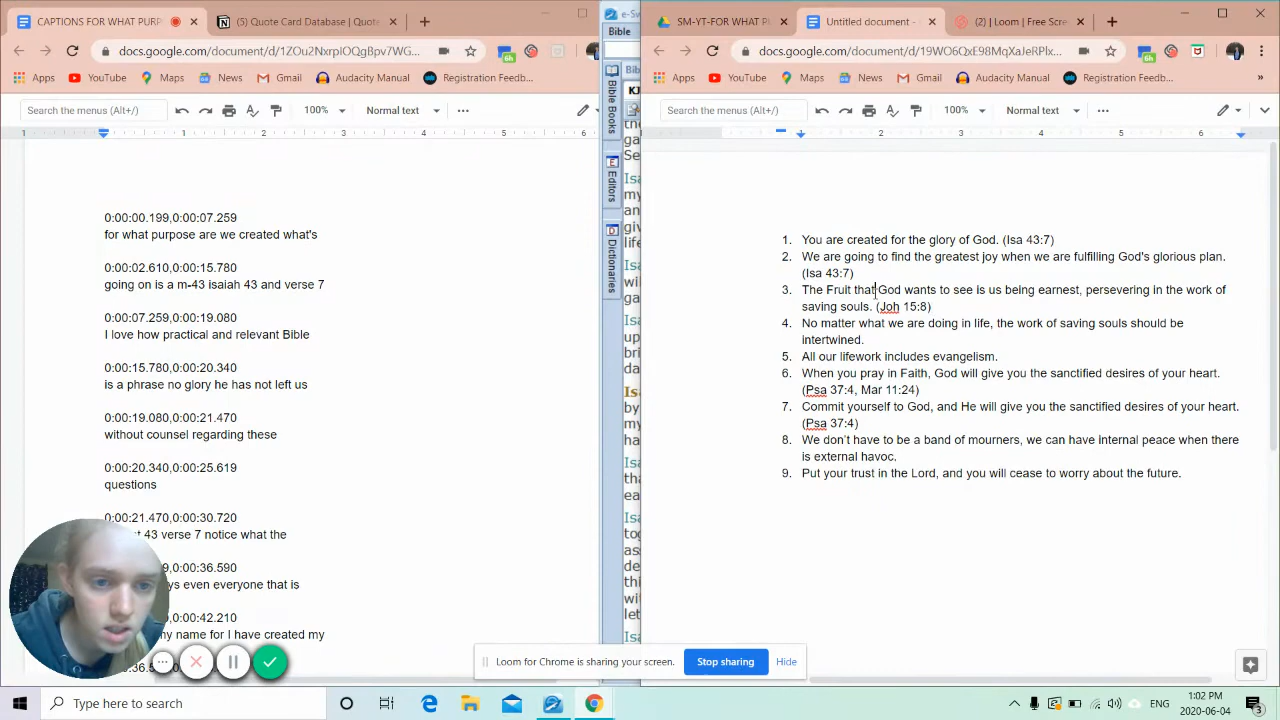 CAPTIONS FOR WHAT PURP
(5) Quote Card Databas
e-Sw
SM-YT-FOR WHAT PU
Untitled document -
(2) | Loom | Fresh
docs.google.com/document/d/1ZOu2Nxrp
Bpv7WG...
docs.google.com/document/d/19WO6QxE98MqXaJeRPlx...
6h
6h
Bible
Apps
YouTube
Maps
News
Gmail
Audacity Manual
Registration Feedb...
Apps
YouTube
Maps
News
Gmail
Audacity Manual
Registration Feedb...
»
Search the menus (Alt+/)
100%
Normal text
Search the menus (Alt+/)
100%
Normal text
Bible Books
Editors
Dictionaries
KJ
0:00:00.199,0:00:07.259
for what purpose are we created what's
0:00:02.610,0:00:15.780
going on is a m-43 isaiah 43 and verse 7
0:00:07.259,0:00:19.080
I love how practical and relevant Bible
0:00:15.780,0:00:20.340
is a phrase no glory he has not left us
0:00:19.080,0:00:21.470
without counsel regarding these
0:00:20.340,0:00:25.619
questions
0:00:21.470,0:00:30.720
43 verse 7 notice what the
36.590
ys even everyone that is
0:00:42.210
my name for I have created my
1. You are created for the glory of God. (Isa 43
2. We are going to find the greatest joy when we are fulfilling God's glorious plan.
(Isa 43:7)
3. The Fruit that God wants to see is us being earnest, persevering in the work of
saving souls. (Joh 15:8)
4. No matter what we are doing in life, the work of saving souls should be
intertwined.
5. All our lifework includes evangelism.
6. When you pray in Faith, God will give you the sanctified desires of your heart.
(Psa 37:4, Mar 11:24)
7. Commit yourself to God, and He will give you the sanctified desires of your heart.
(Psa 37:4)
8. We don't have to be a band of mourners, we can have internal peace when there
is external havoc.
9. Put your trust in the Lord, and you will cease to worry about the future.
Loom for Chrome is sharing your screen.
Stop sharing
Hide
Type here to search
ENG
1:02 PM
2020-06-04
3